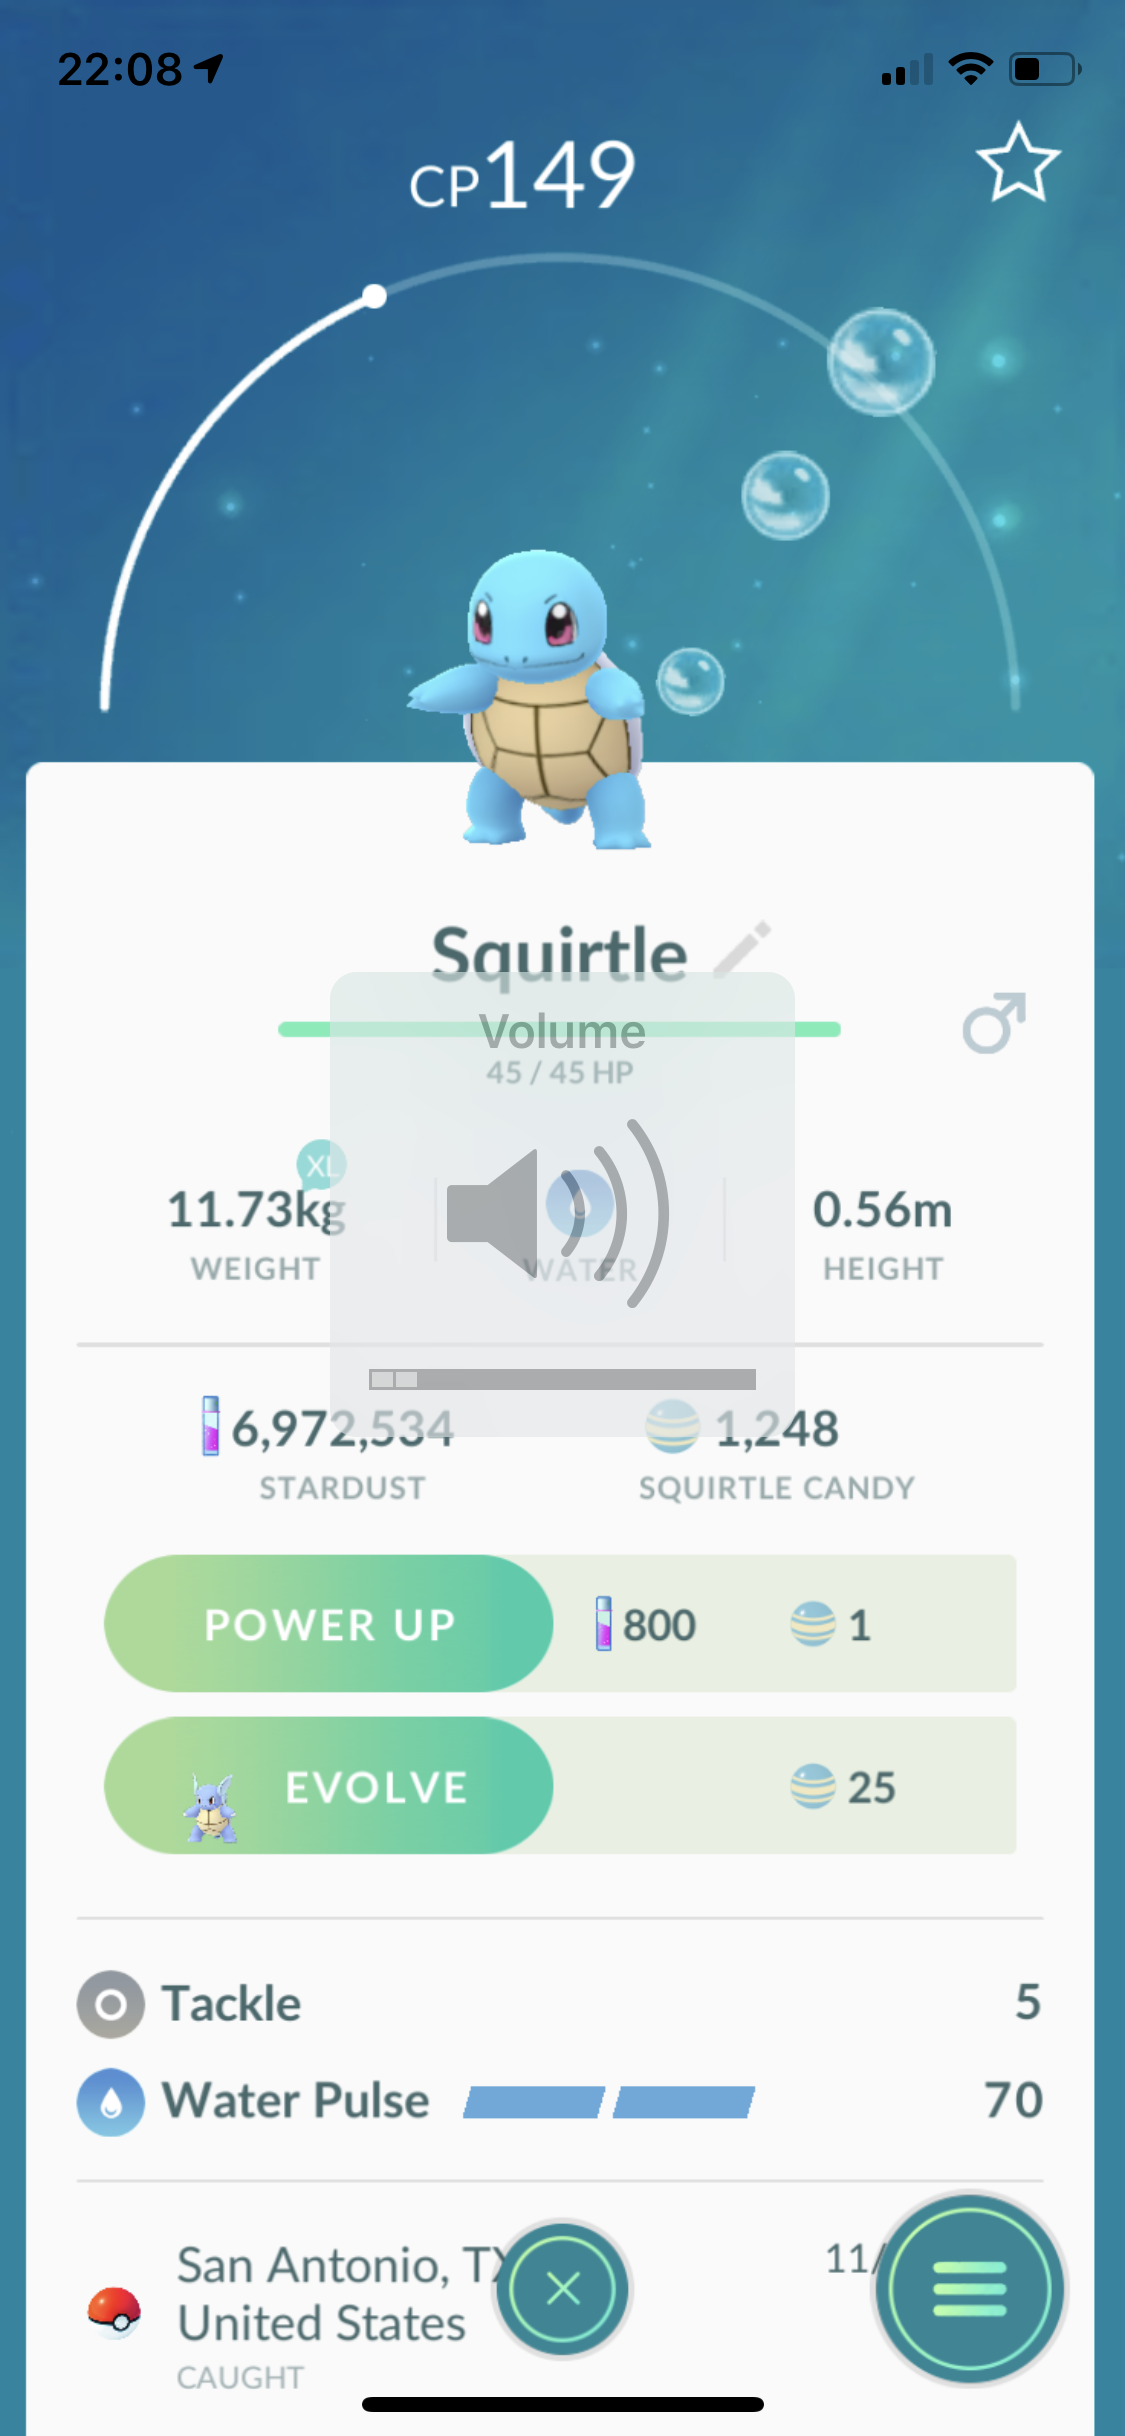 22:08
CP149
Squirtle
Volume
45 / 45 HP
XL
11.73kg
WEIGHT
WATER
0.56m
HEIGHT
6,972,534
STARDUST
1,248
SQUIRTLE CANDY
POWER UP 800 1
EVOLVE 25
Tackle 5
Water Pulse 70
San Antonio, TX 11/
United States
CAUGHT